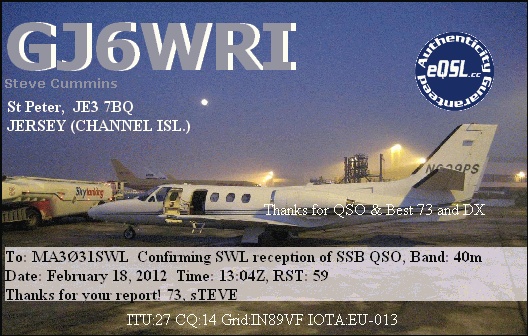 GJ6WRI
Steve Cummins
St Peter, JE3 7BQ
JERSEY (CHANNEL ISL.)
Authenticity
eQSL.cc
Guaranteed
Skytanking
Thanks for QSO & Best 73 and DX
To: MA3Ø31SWL Confirming SWL reception of SSB QSO, Band: 40m
Date: February 18, 2012 Time: 13:04Z, RST: 59
Thanks for your report! 73, sTEVE
ITU:27 CQ:14 Grid:IN89VF IOTA:EU-013